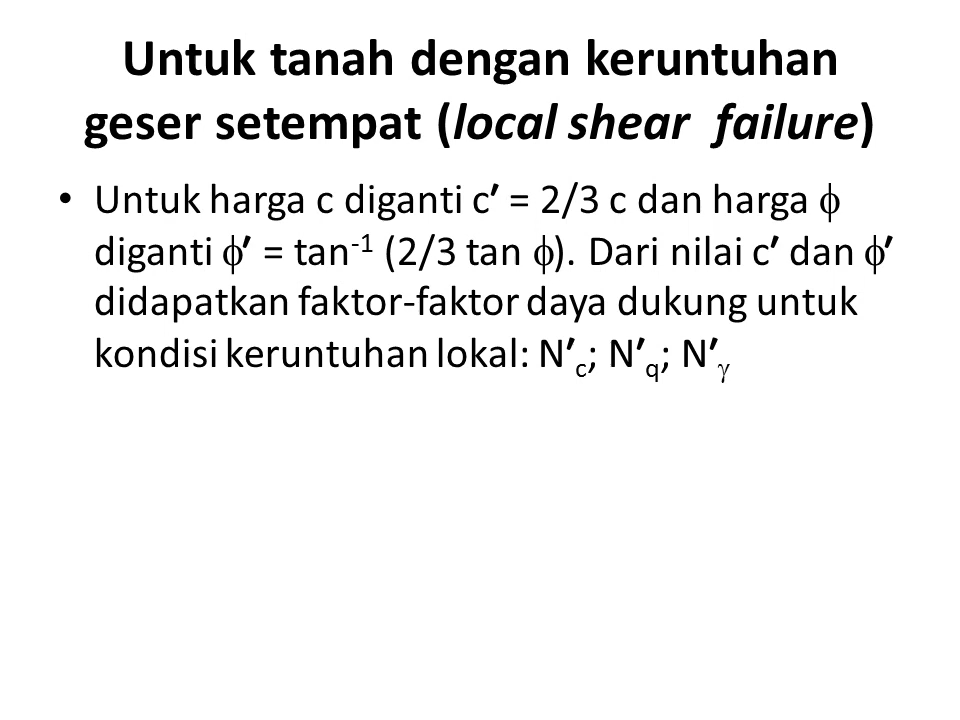 Untuk tanah dengan keruntuhan
geser setempat (local shear failure)
• Untuk harga c diganti c′ = 2/3 c dan harga ϕ
diganti ϕ′ = tan⁻¹ (2/3 tan ϕ). Dari nilai c′ dan ϕ′
didapatkan faktor-faktor daya dukung untuk
kondisi keruntuhan lokal: N′c; N′q; N′γ